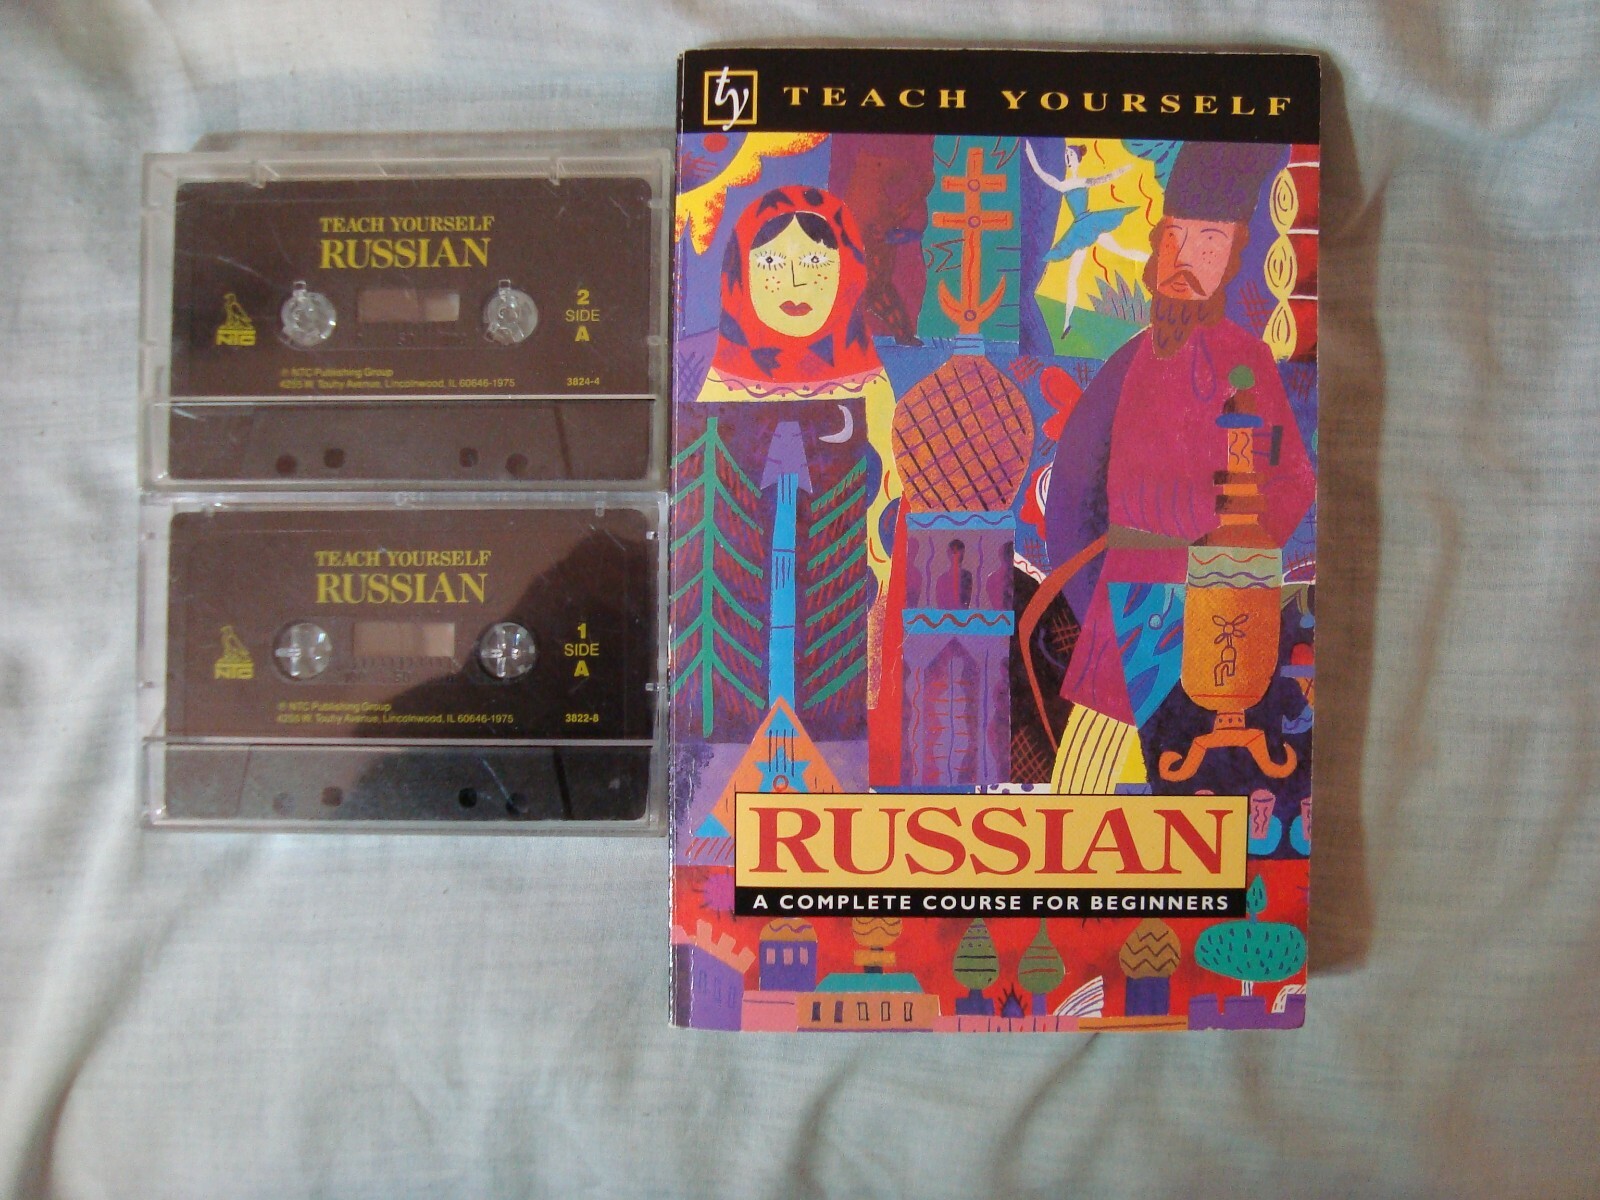 TEACH YOURSELF
RUSSIAN
2
SIDE
A
NTC
℗ NTC Publishing Group
4255 W. Touhy Avenue, Lincolnwood, IL 60646-1975
3824-4
TEACH YOURSELF
RUSSIAN
1
SIDE
A
NTC
℗ NTC Publishing Group
4255 W. Touhy Avenue, Lincolnwood, IL 60646-1975
3822-8
ty TEACH YOURSELF
RUSSIAN
A COMPLETE COURSE FOR BEGINNERS